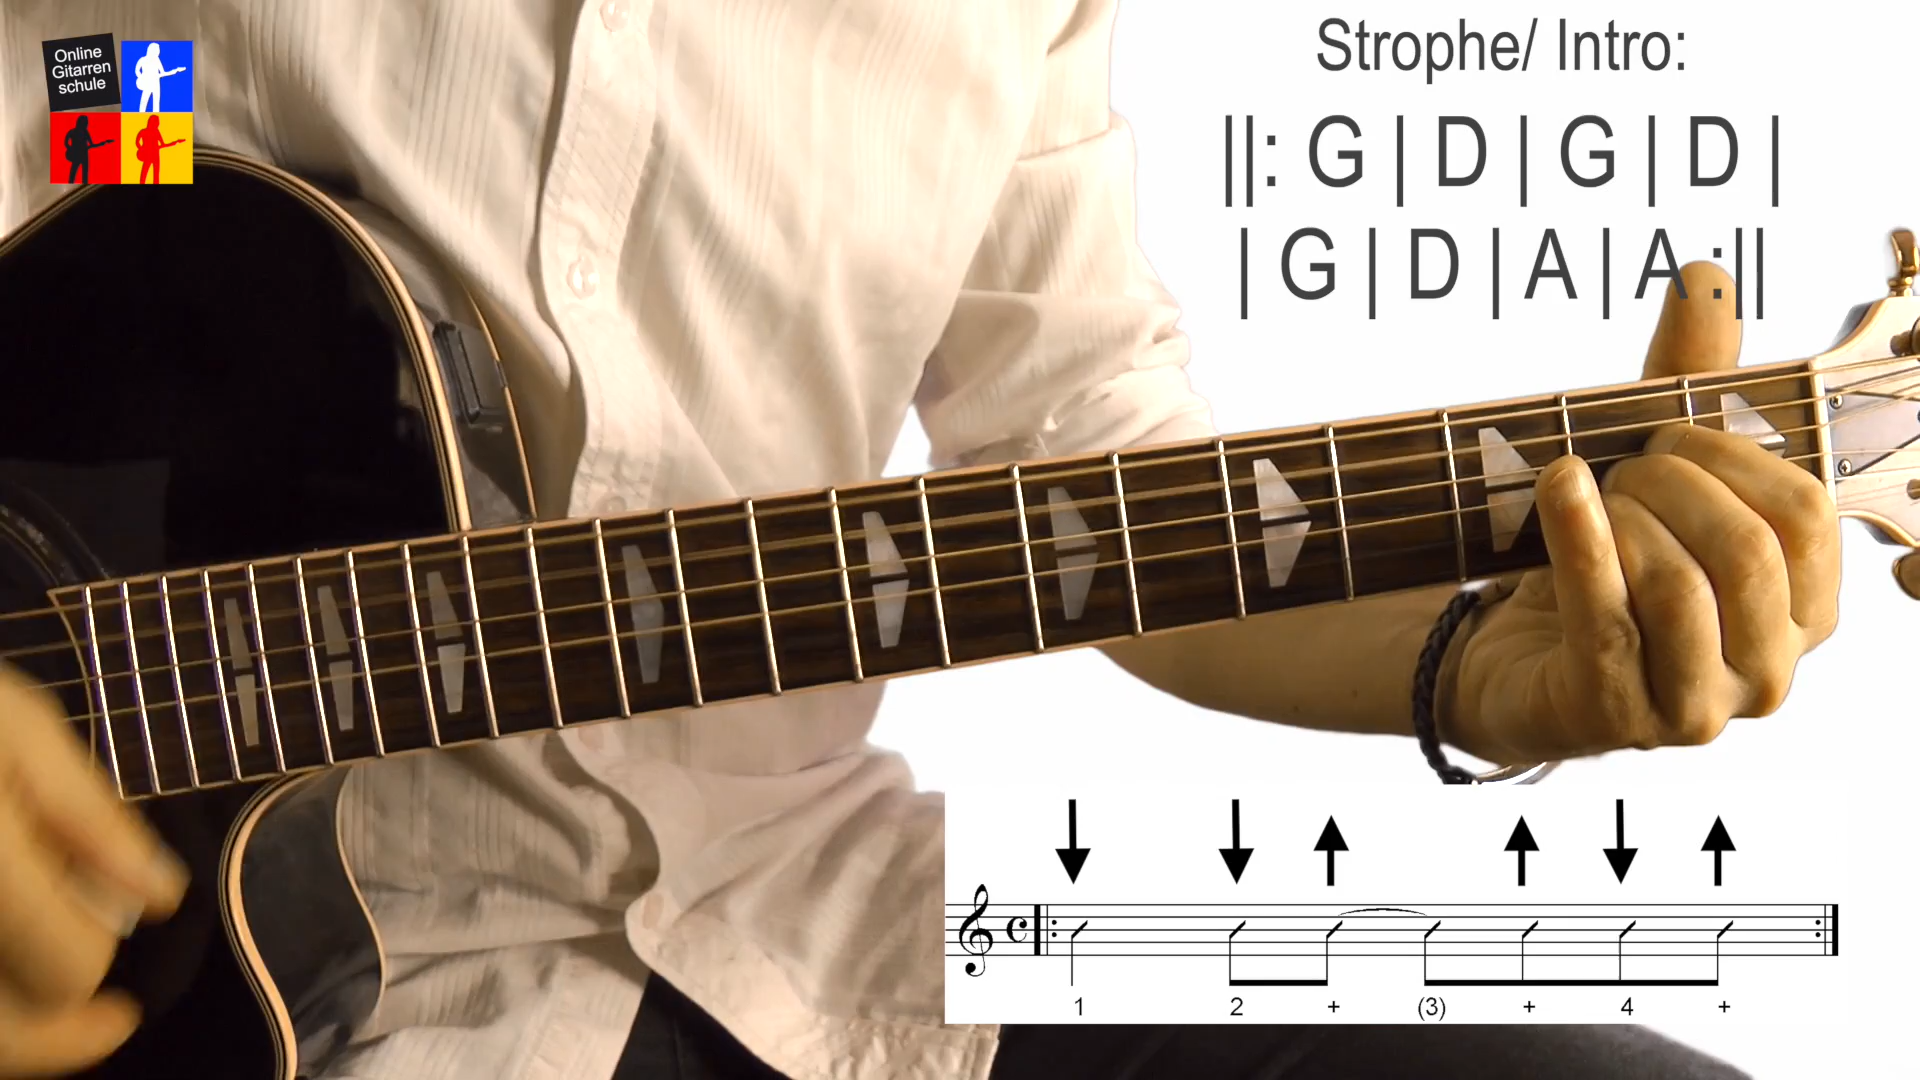 Online
Gitarren
schule
Strophe/ Intro:
||: G | D | G | D |
| G | D | A | A :||
1 2 + (3) + 4 +